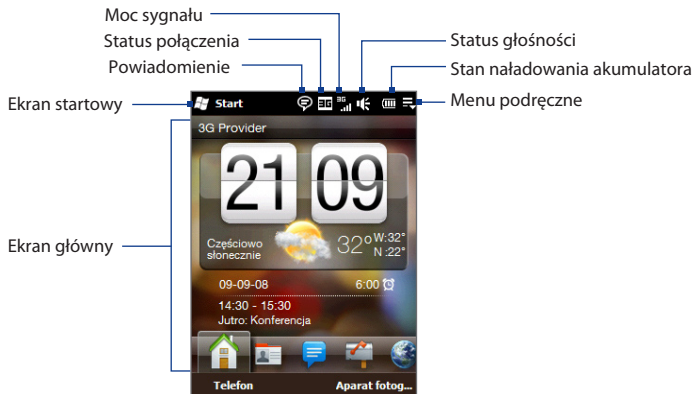 Moc sygnału
Status połączenia
Powiadomienie
Status głośności
Stan naładowania akumulatora
Menu podręczne
Ekran startowy
Ekran główny
Start
3G
3G
3G Provider
21 09
Częściowo
słonecznie
32° W:32°
N :22°
09-09-08 6:00
14:30 - 15:30
Jutro: Konferencja
Telefon Aparat fotog...